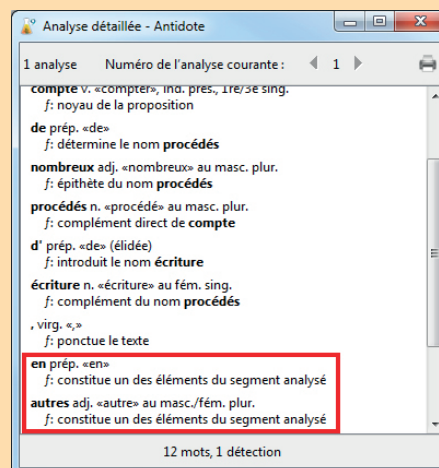 Analyse détaillée - Antidote
1 analyse Numéro de l'analyse courante : 1
compte v. «compter», ind. prés., 1re/3e sing.
f: noyau de la proposition
de prép. «de»
f: détermine le nom procédés
nombreux adj. «nombreux» au masc. plur.
f: épithète du nom procédés
procédés n. «procédé» au masc. plur.
f: complément direct de compte
d' prép. «de» (élidée)
f: introduit le nom écriture
écriture n. «écriture» au fém. sing.
f: complément du nom procédés
, virg. «,»
f: ponctue le texte
en prép. «en»
f: constitue un des éléments du segment analysé
autres adj. «autre» au masc./fém. plur.
f: constitue un des éléments du segment analysé
12 mots, 1 détection